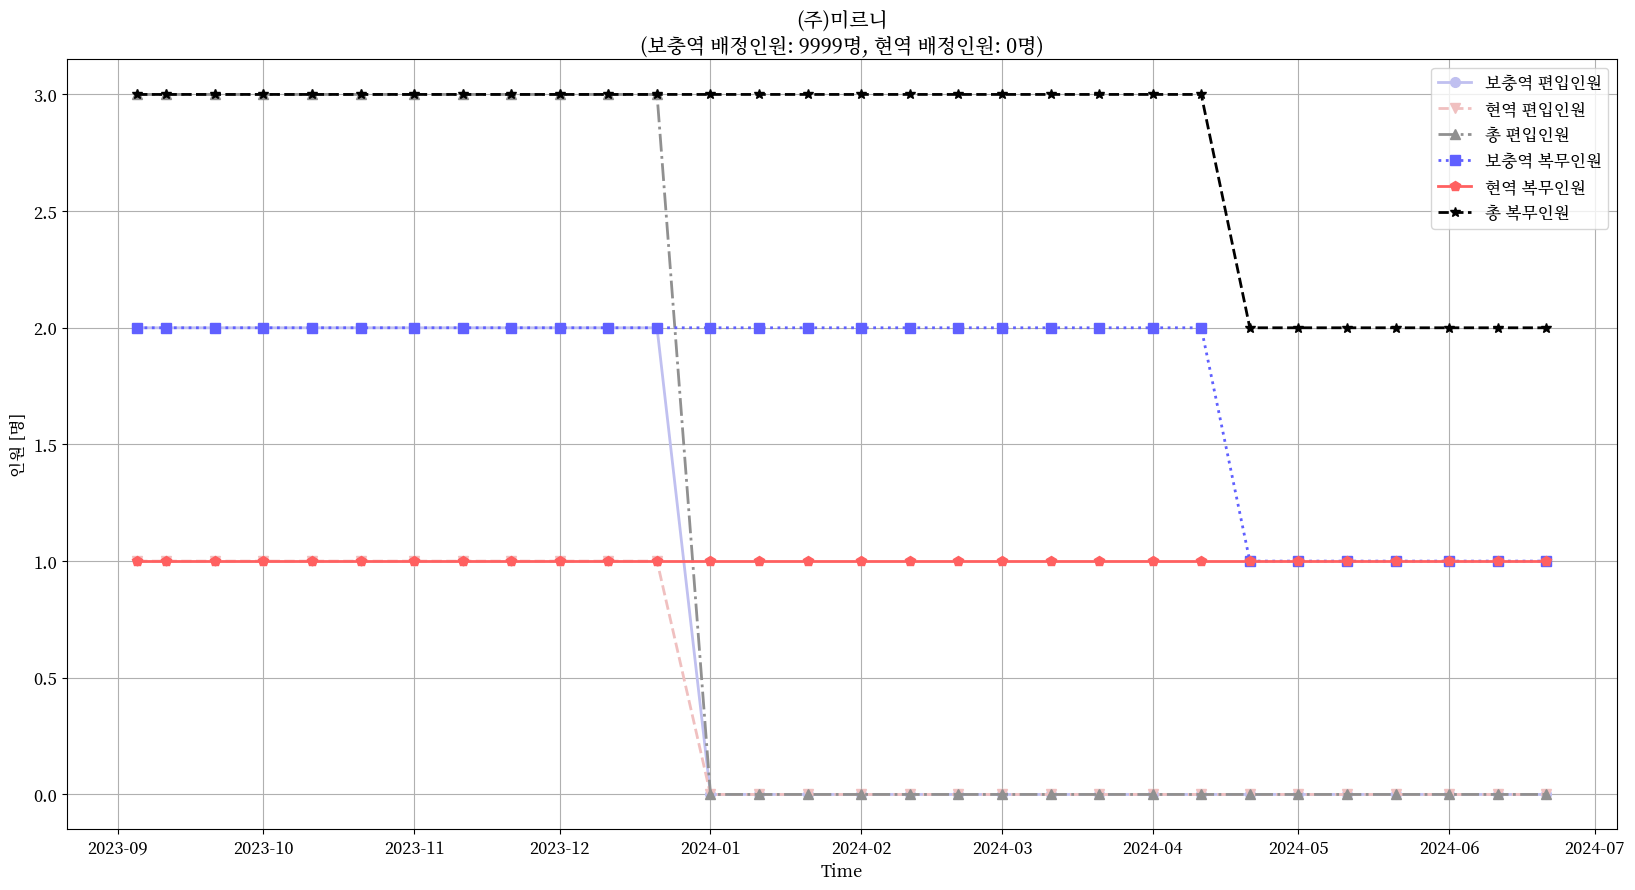 (주)미르니
(보충역 배정인원: 9999명, 현역 배정인원: 0명)
보충역 편입인원
현역 편입인원
총 편입인원
보충역 복무인원
현역 복무인원
총 복무인원
인원 [명]
3.0
2.5
2.0
1.5
1.0
0.5
0.0
2023-09 2023-10 2023-11 2023-12 2024-01 2024-02 2024-03 2024-04 2024-05 2024-06 2024-07
Time